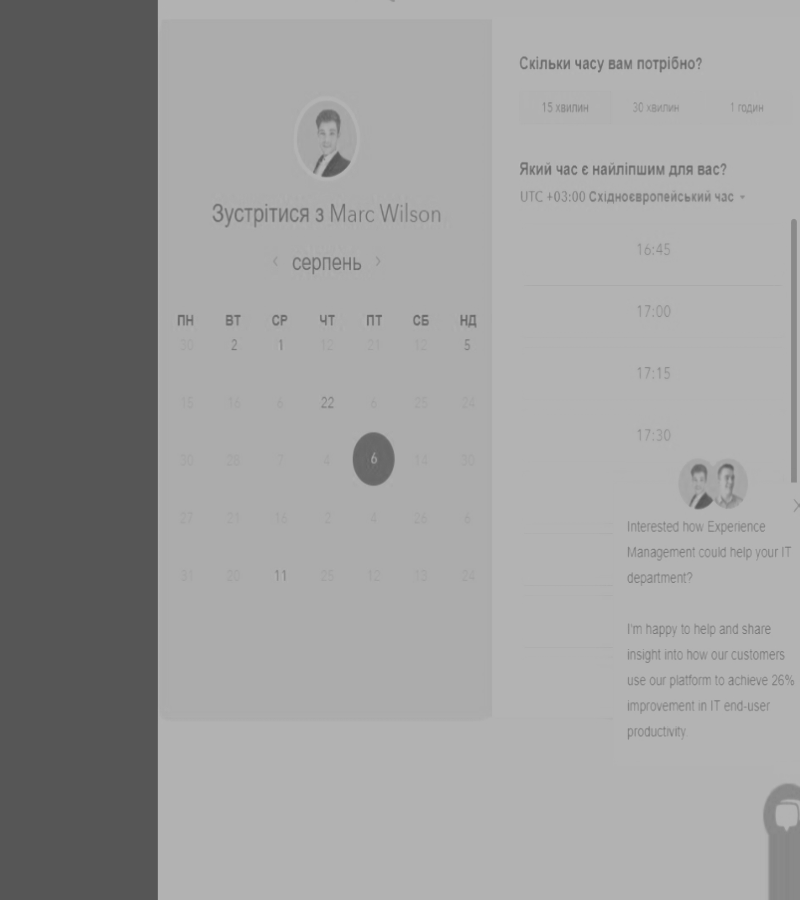 Зустрітися з Marc Wilson
‹ серпень ›
ПН ВТ СР ЧТ ПТ СБ НД
30 2 1 12 21 12 5
15 16 6 22 6 25 24
30 28 7 4 6 14 30
27 21 16 2 4 26 6
31 20 11 25 12 13 24
Скільки часу вам потрібно?
15 хвилин 30 хвилин 1 годин
Який час є найліпшим для вас?
UTC +03:00 Східноєвропейський час
16:45
17:00
17:15
17:30
Interested how Experience
Management could help your IT
department?
I'm happy to help and share
insight into how our customers
use our platform to achieve 26%
improvement in IT end-user
productivity